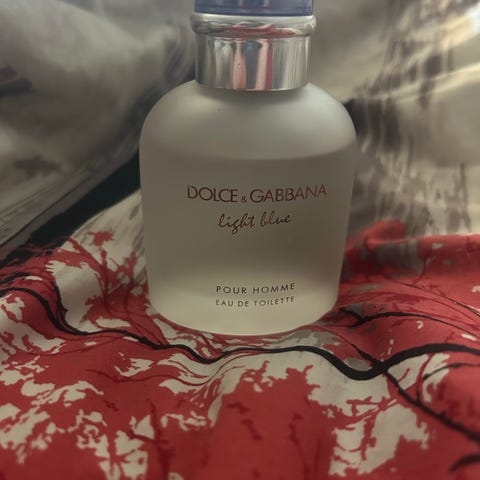 DOLCE & GABBANA
light blue
POUR HOMME
EAU DE TOILETTE